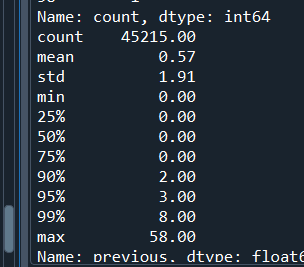 Name: count, dtype: int64
count    45215.00
mean         0.57
std          1.91
min          0.00
25%          0.00
50%          0.00
75%          0.00
90%          2.00
95%          3.00
99%          8.00
max         58.00
Name: previous, dtype: float6